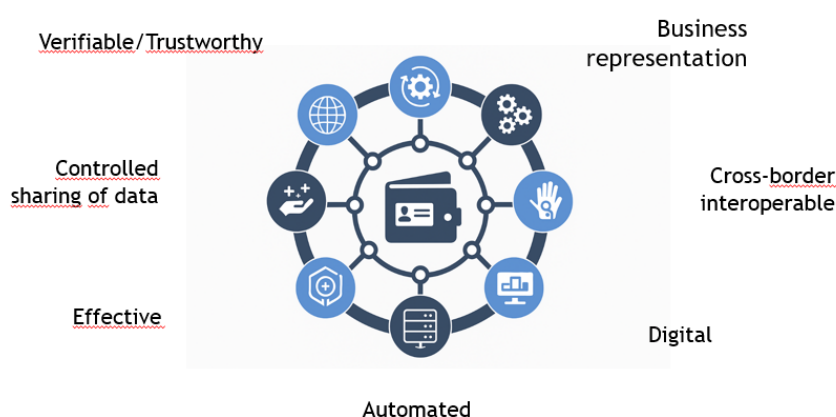 Verifiable/Trustworthy
Business
representation
Controlled
sharing of data
Cross-border
interoperable
Effective
Digital
Automated